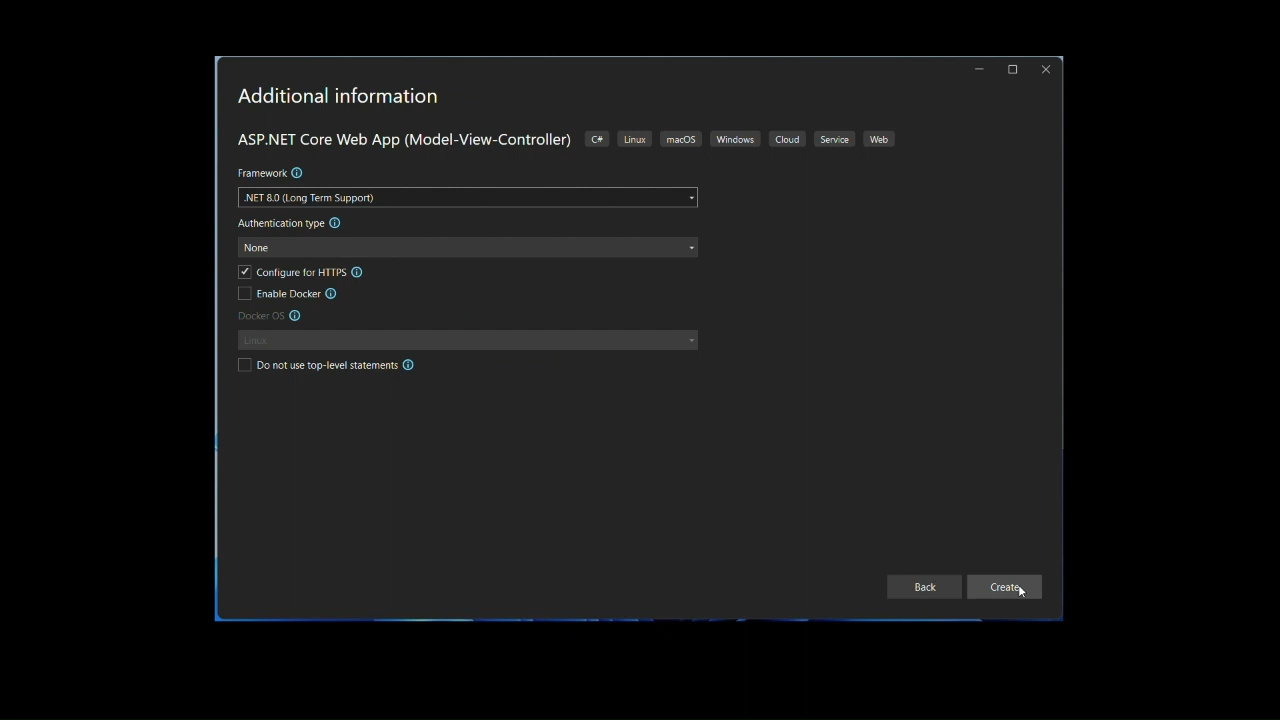 Additional information
ASP.NET Core Web App (Model-View-Controller) C# Linux macOS Windows Cloud Service Web
Framework
.NET 8.0 (Long Term Support)
Authentication type
None
Configure for HTTPS
Enable Docker
Docker OS
Linux
Do not use top-level statements
Back Create